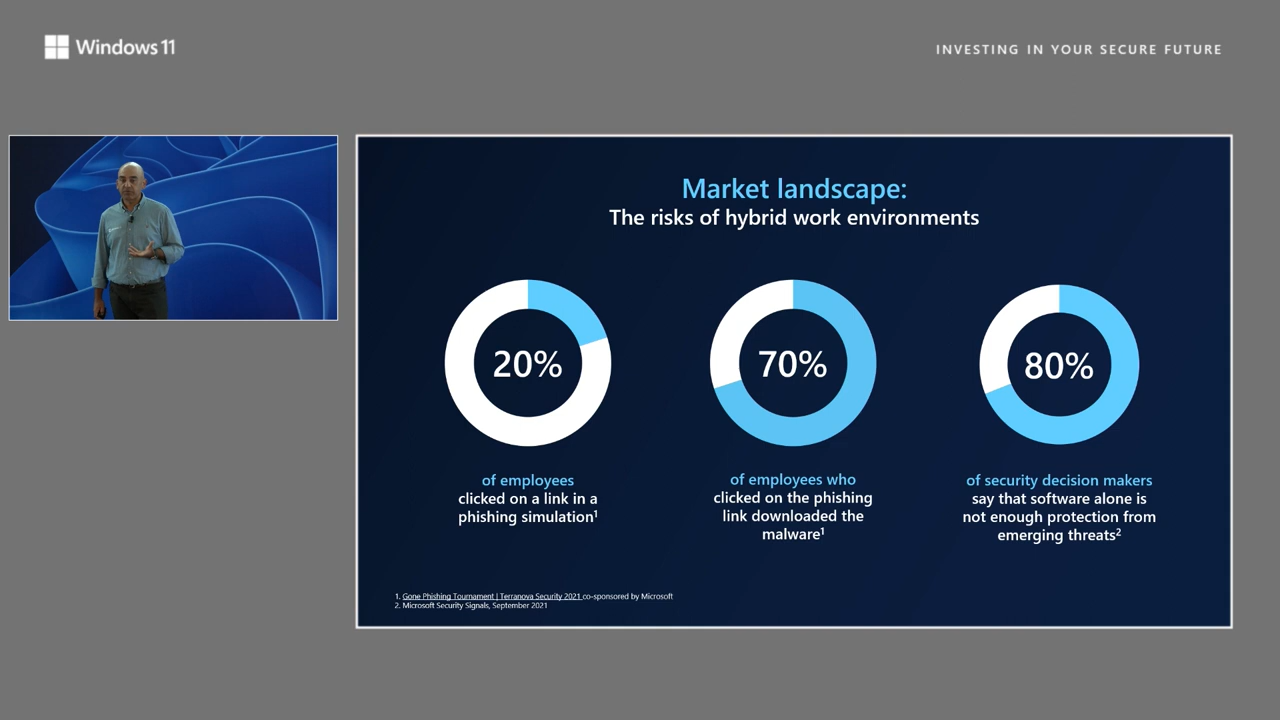 Windows 11
INVESTING IN YOUR SECURE FUTURE
Market landscape:
The risks of hybrid work environments
20%
of employees
clicked on a link in a
phishing simulation¹
70%
of employees who
clicked on the phishing
link downloaded the
malware¹
80%
of security decision makers
say that software alone is
not enough protection from
emerging threats²
1. Gone Phishing Tournament | Terranova Security 2021 co-sponsored by Microsoft
2. Microsoft Security Signals, September 2021